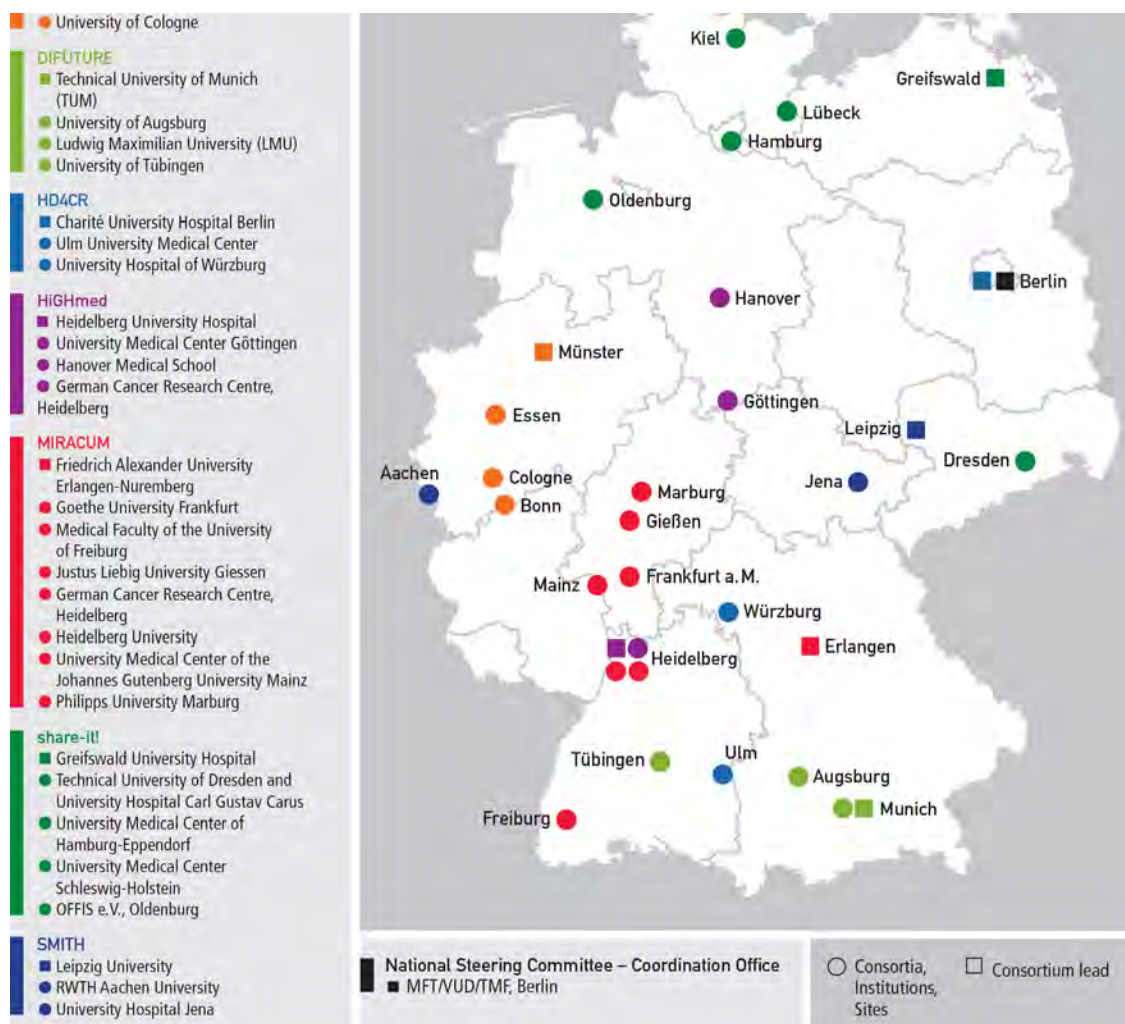 University of Cologne
DIFUTURE
Technical University of Munich
(TUM)
University of Augsburg
Ludwig Maximilian University (LMU)
University of Tübingen
HD4CR
Charité University Hospital Berlin
Ulm University Medical Center
University Hospital of Würzburg
HiGHmed
Heidelberg University Hospital
University Medical Center Göttingen
Hanover Medical School
German Cancer Research Centre,
Heidelberg
MIRACUM
Friedrich Alexander University
Erlangen-Nuremberg
Goethe University Frankfurt
Medical Faculty of the University
of Freiburg
Justus Liebig University Giessen
German Cancer Research Centre,
Heidelberg
Heidelberg University
University Medical Center of the
Johannes Gutenberg University Mainz
Philipps University Marburg
share-it!
Greifswald University Hospital
Technical University of Dresden and
University Hospital Carl Gustav Carus
University Medical Center of
Hamburg-Eppendorf
University Medical Center
Schleswig-Holstein
OFFIS e.V., Oldenburg
SMITH
Leipzig University
RWTH Aachen University
University Hospital Jena
Kiel
Greifswald
Lübeck
Hamburg
Oldenburg
Berlin
Hanover
Münster
Göttingen
Essen
Leipzig
Dresden
Aachen
Cologne
Jena
Marburg
Bonn
Gießen
Frankfurt a.M.
Mainz
Würzburg
Erlangen
Heidelberg
Ulm
Tübingen
Augsburg
Munich
Freiburg
National Steering Committee – Coordination Office
MFT/VUD/TMF, Berlin
Consortia,
Institutions,
Sites
Consortium lead